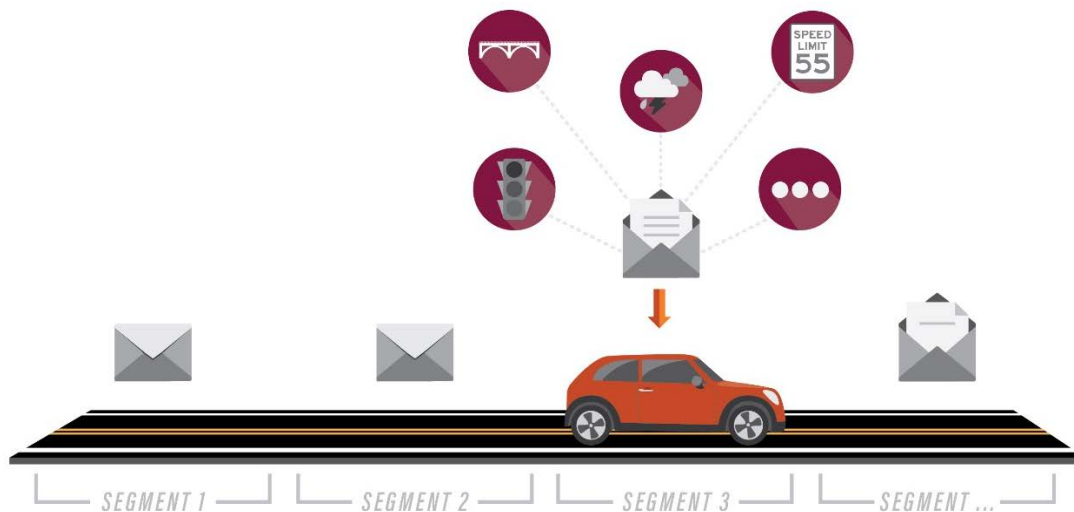 SPEED
LIMIT
55
SEGMENT 1
SEGMENT 2
SEGMENT 3
SEGMENT ...